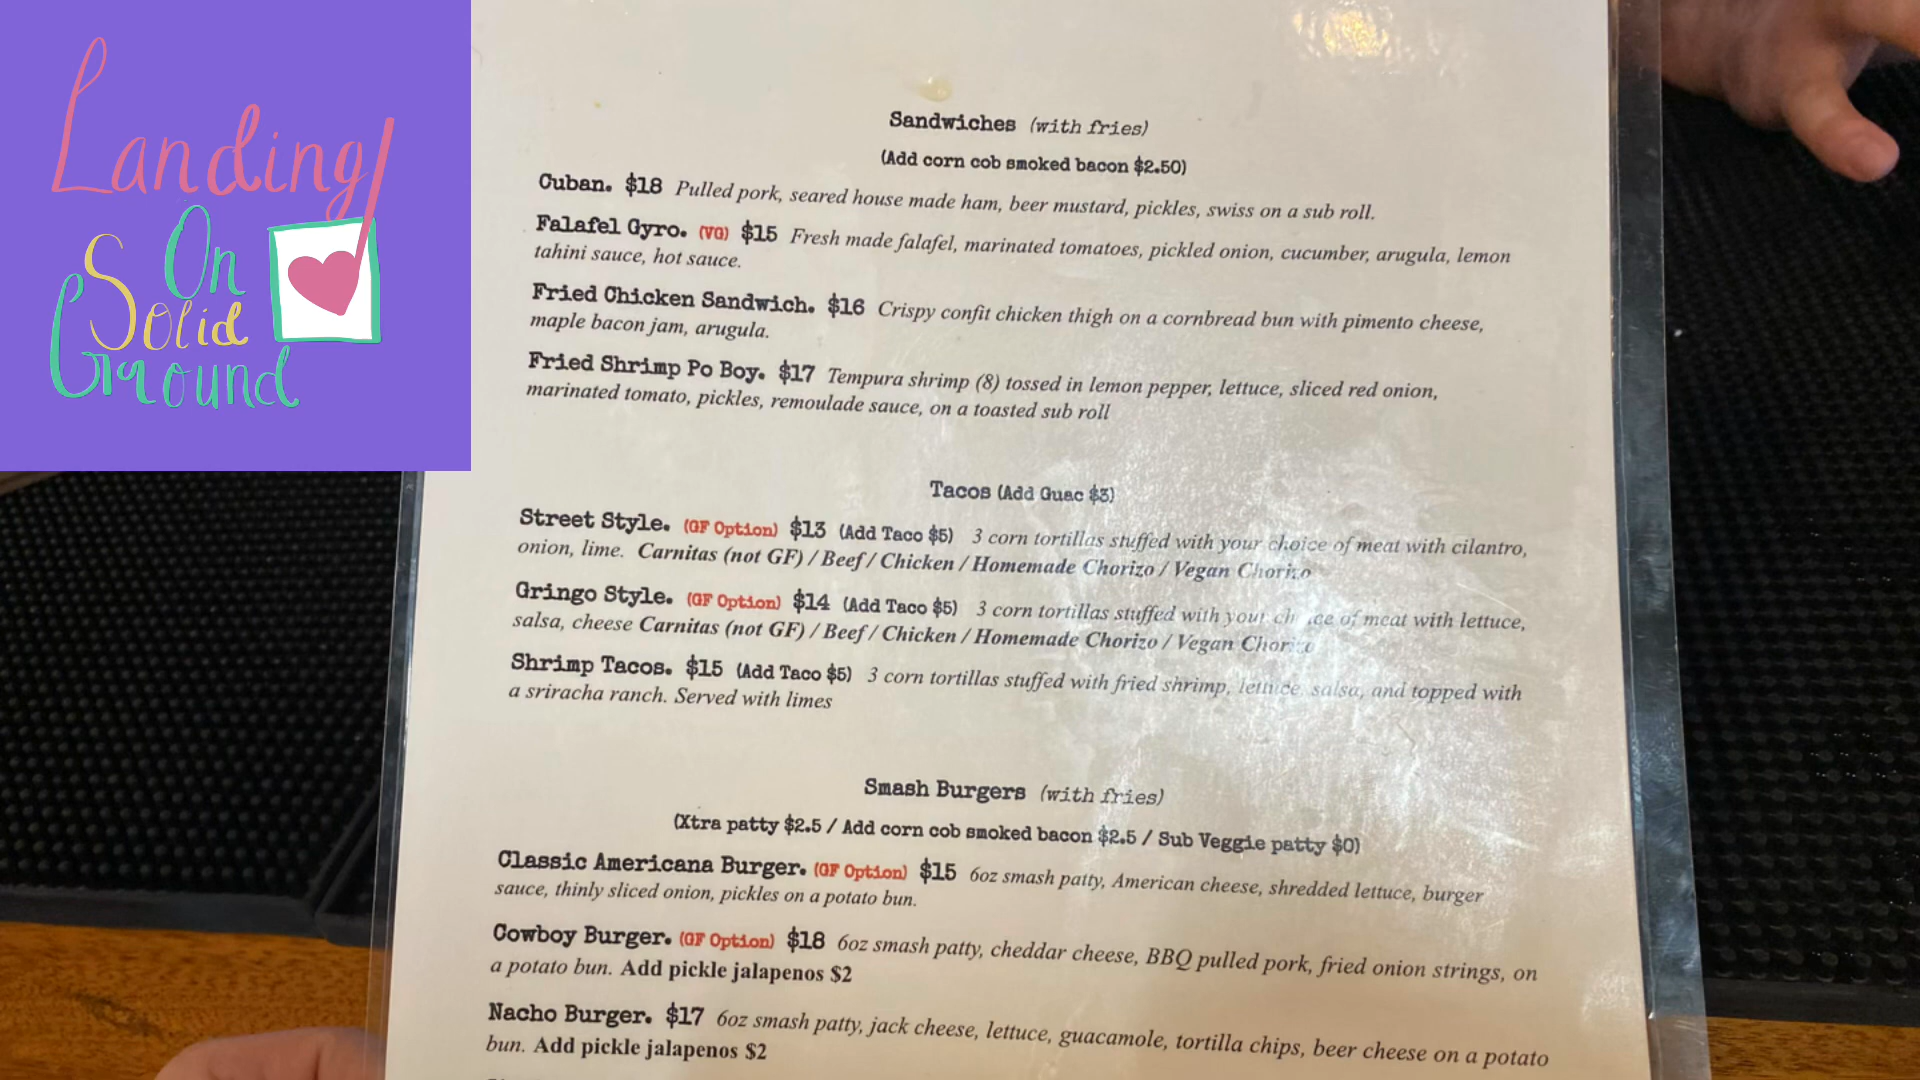 Landing
On
Solid
Ground
Sandwiches (with fries)
(Add corn cob smoked bacon $2.50)
Cuban. $18 Pulled pork, seared house made ham, beer mustard, pickles, swiss on a sub roll.
Falafel Gyro. (VG) $15 Fresh made falafel, marinated tomatoes, pickled onion, cucumber, arugula, lemon
tahini sauce, hot sauce.
Fried Chicken Sandwich. $16 Crispy confit chicken thigh on a cornbread bun with pimento cheese,
maple bacon jam, arugula.
Fried Shrimp Po Boy. $17 Tempura shrimp (8) tossed in lemon pepper, lettuce, sliced red onion,
marinated tomato, pickles, remoulade sauce, on a toasted sub roll
Tacos (Add Guac $3)
Street Style. (GF Option) $13 (Add Taco $5) 3 corn tortillas stuffed with your choice of meat with cilantro,
onion, lime. Carnitas (not GF) / Beef / Chicken / Homemade Chorizo / Vegan Chorizo
Gringo Style. (GF Option) $14 (Add Taco $5) 3 corn tortillas stuffed with your choice of meat with lettuce,
salsa, cheese Carnitas (not GF) / Beef / Chicken / Homemade Chorizo / Vegan Chorizo
Shrimp Tacos. $15 (Add Taco $5) 3 corn tortillas stuffed with fried shrimp, lettuce, salsa, and topped with
a sriracha ranch. Served with limes
Smash Burgers (with fries)
(Xtra patty $2.5 / Add corn cob smoked bacon $2.5 / Sub Veggie patty $0)
Classic Americana Burger. (GF Option) $15 6oz smash patty, American cheese, shredded lettuce, burger
sauce, thinly sliced onion, pickles on a potato bun.
Cowboy Burger. (GF Option) $18 6oz smash patty, cheddar cheese, BBQ pulled pork, fried onion strings, on
a potato bun. Add pickle jalapenos $2
Nacho Burger. $17 6oz smash patty, jack cheese, lettuce, guacamole, tortilla chips, beer cheese on a potato
bun. Add pickle jalapenos $2